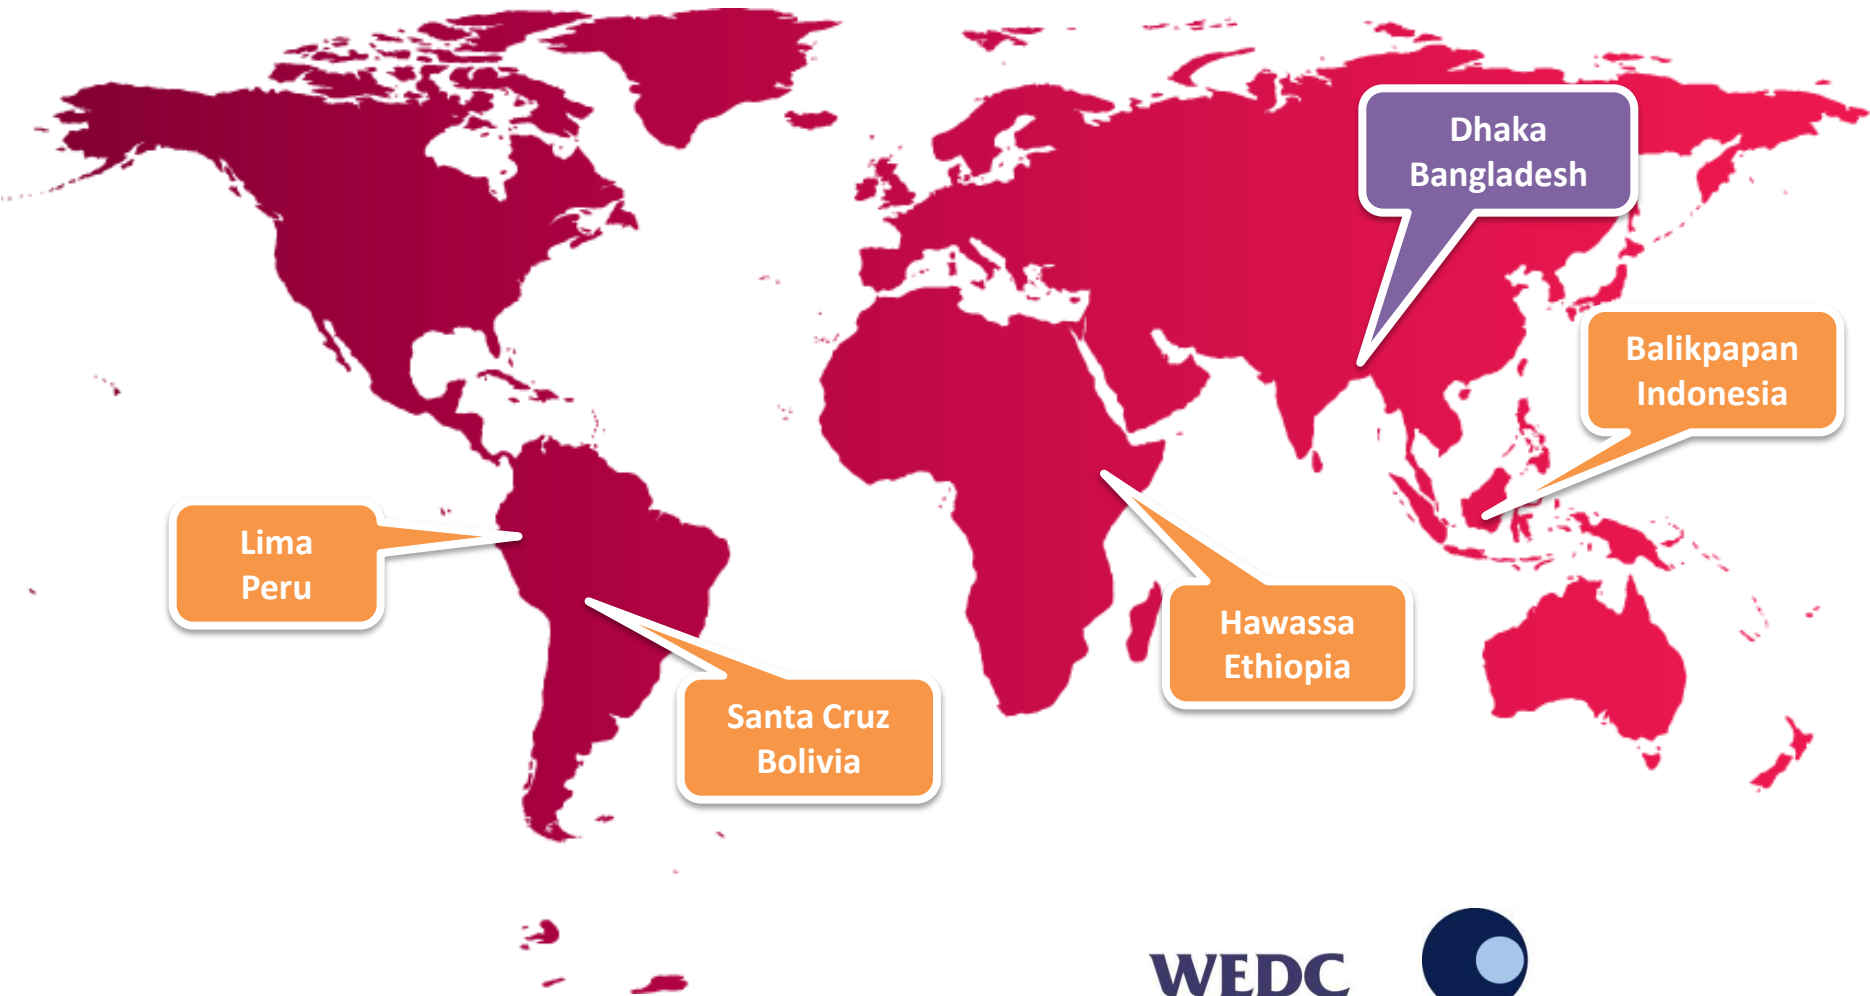 Dhaka
Bangladesh
Balikpapan
Indonesia
Lima
Peru
Hawassa
Ethiopia
Santa Cruz
Bolivia
WEDC